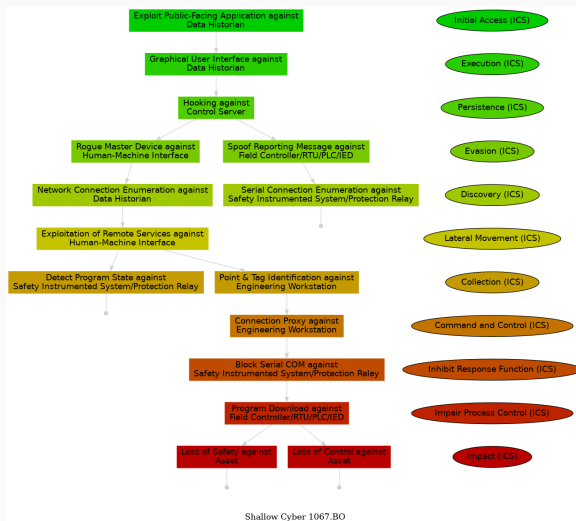 Exploit Public-Facing Application against
Data Historian
Initial Access (ICS)
Graphical User Interface against
Data Historian
Execution (ICS)
Hooking against
Control Server
Persistence (ICS)
Rogue Master Device against
Human-Machine Interface
Spoof Reporting Message against
Field Controller/RTU/PLC/IED
Evasion (ICS)
Network Connection Enumeration against
Data Historian
Serial Connection Enumeration against
Safety Instrumented System/Protection Relay
Discovery (ICS)
Exploitation of Remote Services against
Human-Machine Interface
Lateral Movement (ICS)
Detect Program State against
Safety Instrumented System/Protection Relay
Point & Tag Identification against
Engineering Workstation
Collection (ICS)
Connection Proxy against
Engineering Workstation
Command and Control (ICS)
Block Serial COM against
Safety Instrumented System/Protection Relay
Inhibit Response Function (ICS)
Program Download against
Field Controller/RTU/PLC/IED
Impair Process Control (ICS)
Loss of Safety against
Asset
Loss of Control against
Asset
Impact (ICS)
Shallow Cyber 1067.BO